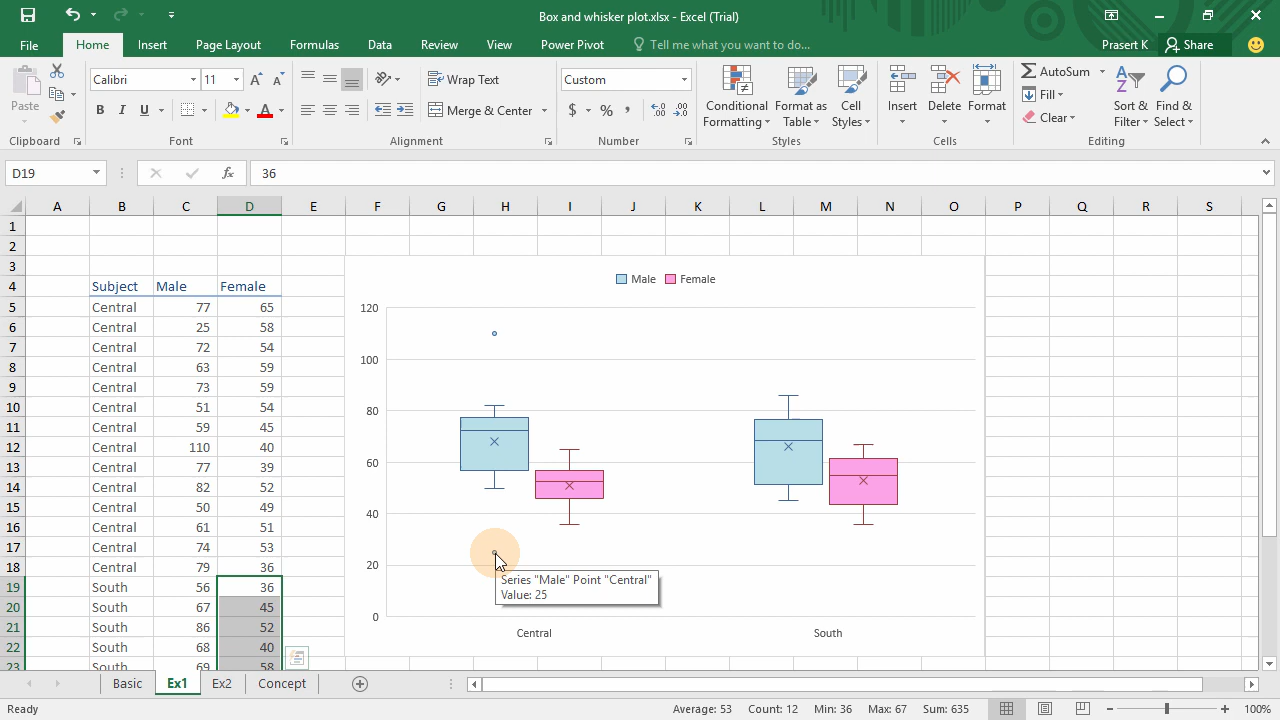 Box and whisker plot.xlsx - Excel (Trial)
File Home Insert Page Layout Formulas Data Review View Power Pivot Tell me what you want to do... Prasert K Share
Paste
Calibri 11
Wrap Text
Custom
B I U A
Merge & Center
$ % ,
Conditional Formatting
Format as Table
Cell Styles
Insert Delete Format
AutoSum
Fill
Clear
Sort & Filter
Find & Select
Clipboard Font Alignment Number Styles Cells Editing
D19 fx 36
A B C D E F G H I J K L M N O P Q R S
1
2
3
4 Subject Male Female
5 Central 77 65
6 Central 25 58
7 Central 72 54
8 Central 63 59
9 Central 73 59
10 Central 51 54
11 Central 59 45
12 Central 110 40
13 Central 77 39
14 Central 82 52
15 Central 50 49
16 Central 61 51
17 Central 74 53
18 Central 79 36
19 South 56 36
20 South 67 45
21 South 86 52
22 South 68 40
23 South 69 58
Male Female
120
100
80
60
40
20
0
Series "Male" Point "Central"
Value: 25
Central South
Basic Ex1 Ex2 Concept
Ready Average: 53 Count: 12 Min: 36 Max: 67 Sum: 635 100%